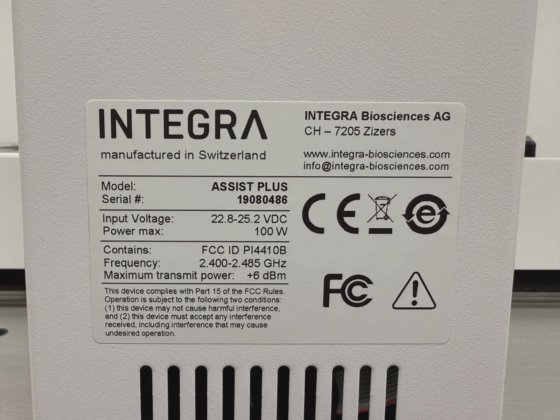 INTEGRA
manufactured in Switzerland
INTEGRA Biosciences AG
CH – 7205 Zizers
www.integra-biosciences.com
info@integra-biosciences.com
Model: ASSIST PLUS
Serial #: 19080486
Input Voltage: 22.8-25.2 VDC
Power max: 100 W
Contains: FCC ID PI4410B
Frequency: 2.400-2.485 GHz
Maximum transmit power: +6 dBm
This device complies with Part 15 of the FCC Rules.
Operation is subject to the following two conditions:
(1) this device may not cause harmful interference,
and (2) this device must accept any interference
received, including interference that may cause
undesired operation.
CE
e
FC
!